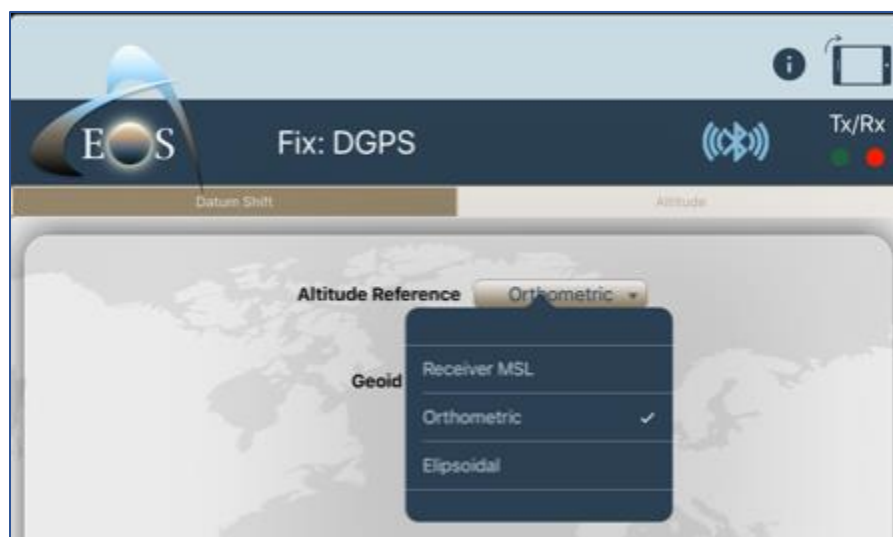 EOS
Fix: DGPS
Tx/Rx
Datum Shift
Altitude
Altitude Reference
Orthometric
Geoid
Receiver MSL
Orthometric
Elipsoidal